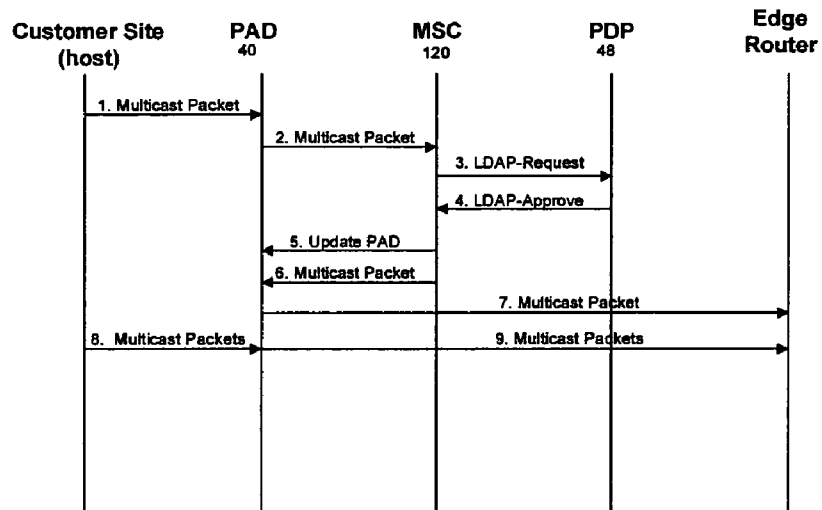 Customer Site
(host)
PAD
40
MSC
120
PDP
48
Edge
Router
1. Multicast Packet
2. Multicast Packet
3. LDAP-Request
4. LDAP-Approve
5. Update PAD
6. Multicast Packet
7. Multicast Packet
8. Multicast Packets
9. Multicast Packets